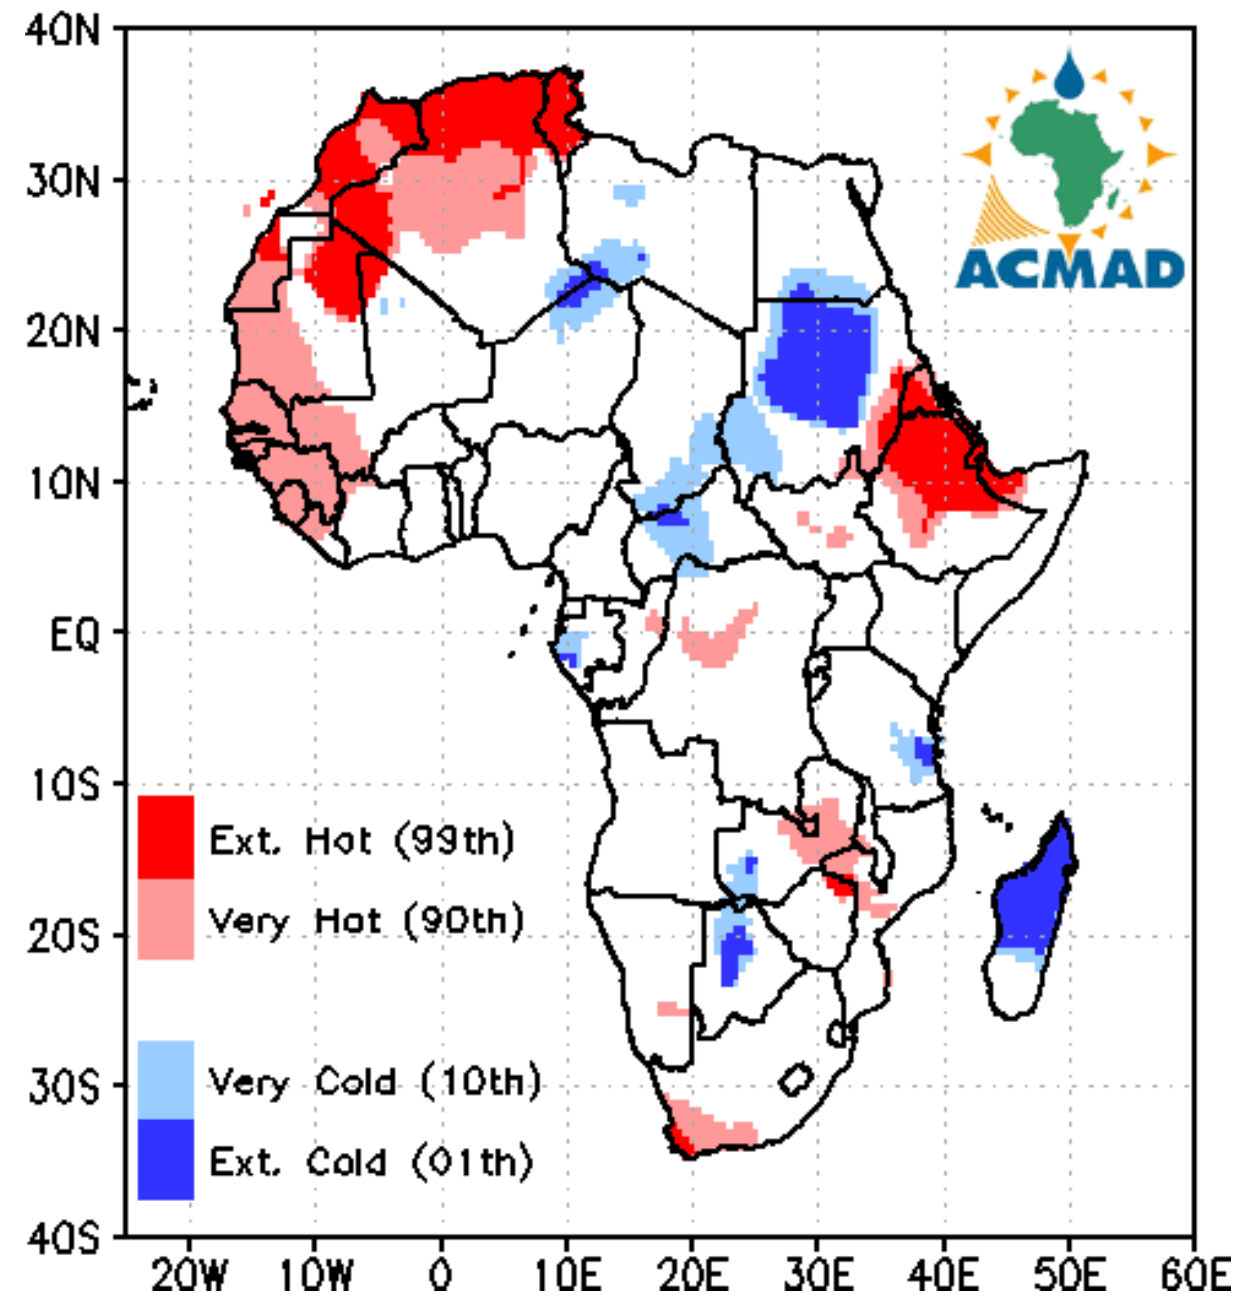 40N
30N
20N
10N
EQ
10S
20S
30S
40S
ACMAD
Ext. Hot (99th)
Very Hot (90th)
Very Cold (10th)
Ext. Cold (01th)
20W 10W 0 10E 20E 30E 40E 50E 60E